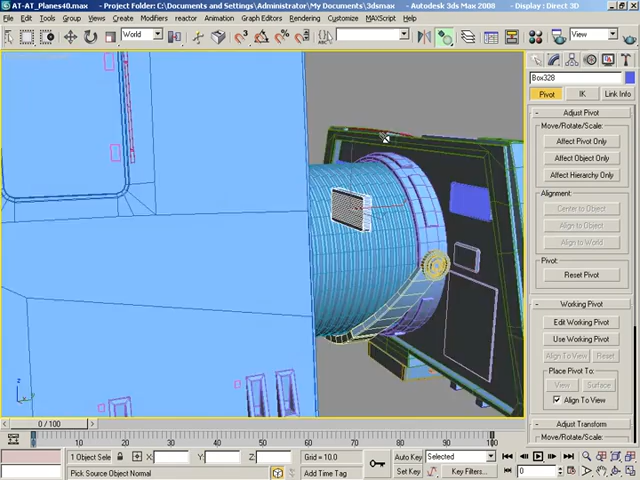 AT-AT_Planes40.max - Project Folder: C:\Documents and Settings\Administrator\My Documents\3dsmax - Autodesk 3ds Max 2008 - Display : Direct 3D
File Edit Tools Group Views Create Modifiers reactor Animation Graph Editors Rendering Customize MAXScript Help
World
View
Box328
Pivot IK Link Info
- Adjust Pivot
Move/Rotate/Scale:
Affect Pivot Only
Affect Object Only
Affect Hierarchy Only
Alignment:
Center to Object
Align to Object
Align to World
Pivot:
Reset Pivot
- Working Pivot
Edit Working Pivot
Use Working Pivot
Align To View Reset
Place Pivot To:
View Surface
Align To View
- Adjust Transform
Move/Rotate/Scale:
0 / 100
0 10 20 30 40 50 60 70 80 90 100
1 Object Sele X: Y: Z: Grid = 10.0 Auto Key Selected
Pick Source Object Normal Add Time Tag Set Key Key Filters... 0